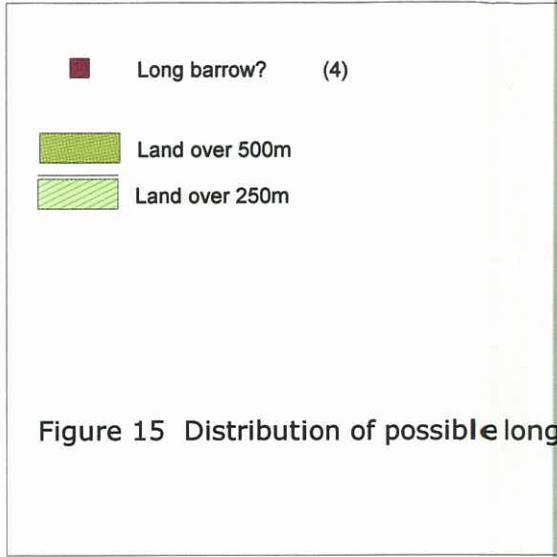 Long barrow? (4)
Land over 500m
Land over 250m
Figure 15 Distribution of possible long